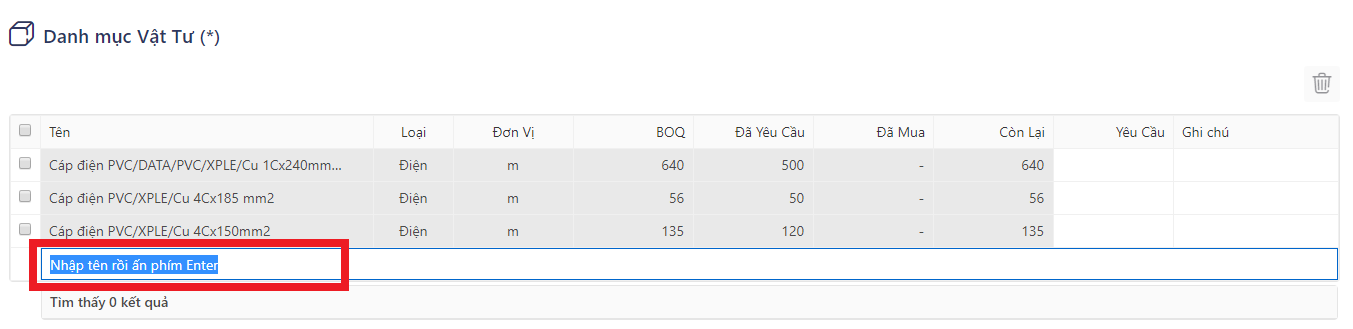 Danh mục Vật Tư (*)
Tên Loại Đơn Vị BOQ Đã Yêu Cầu Đã Mua Còn Lại Yêu Cầu Ghi chú
Cáp điện PVC/DATA/PVC/XPLE/Cu 1Cx240mm... Điện m 640 500 - 640
Cáp điện PVC/XPLE/Cu 4Cx185 mm2 Điện m 56 50 - 56
Cáp điện PVC/XPLE/Cu 4Cx150mm2 Điện m 135 120 - 135
Nhập tên rồi ấn phím Enter
Tìm thấy 0 kết quả